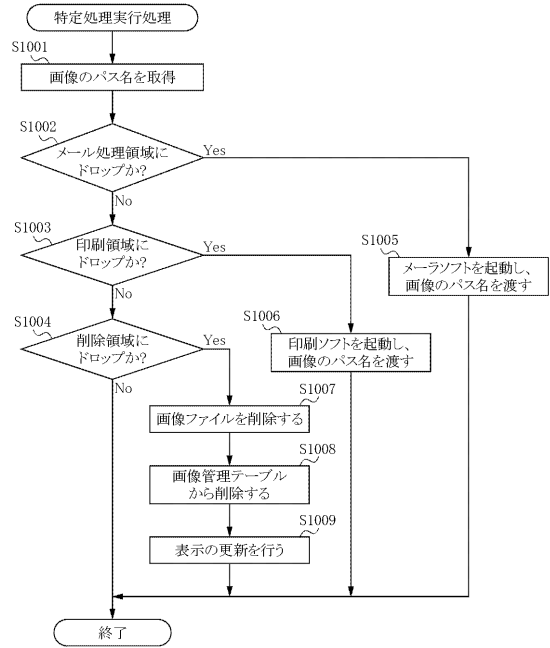 特定処理実行処理
S1001
画像のパス名を取得
S1002
メール処理領域に
ドロップか?
Yes
No
S1003
印刷領域に
ドロップか?
Yes
No
S1005
メーラソフトを起動し、
画像のパス名を渡す
S1004
削除領域に
ドロップか?
Yes
No
S1006
印刷ソフトを起動し、
画像のパス名を渡す
S1007
画像ファイルを削除する
S1008
画像管理テーブル
から削除する
S1009
表示の更新を行う
終了